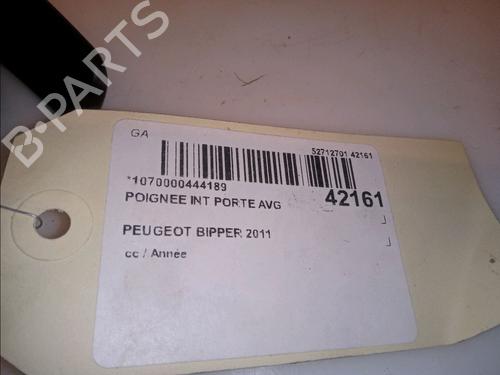 B-PARTS
GA
52712701 42161
*1070000444189
POIGNEE INT PORTE AVG 42161
PEUGEOT BIPPER 2011
cc / Année